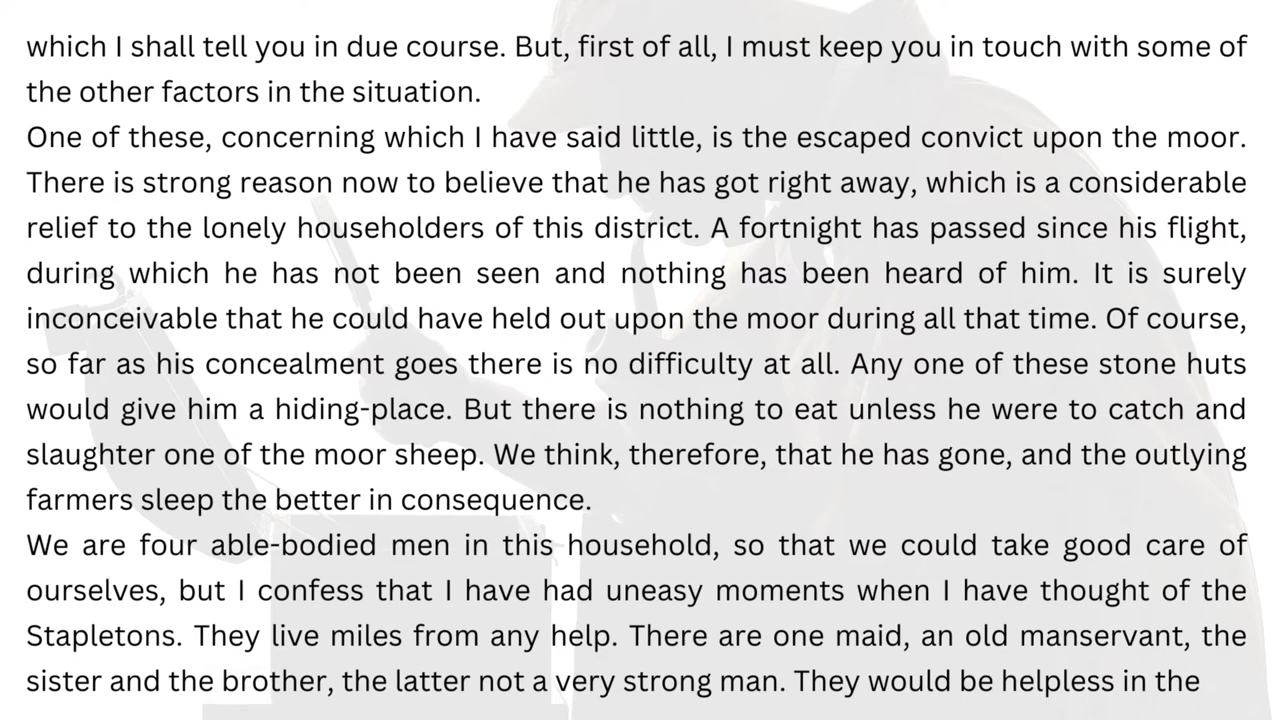 which I shall tell you in due course. But, first of all, I must keep you in touch with some of
the other factors in the situation.
One of these, concerning which I have said little, is the escaped convict upon the moor.
There is strong reason now to believe that he has got right away, which is a considerable
relief to the lonely householders of this district. A fortnight has passed since his flight,
during which he has not been seen and nothing has been heard of him. It is surely
inconceivable that he could have held out upon the moor during all that time. Of course,
so far as his concealment goes there is no difficulty at all. Any one of these stone huts
would give him a hiding-place. But there is nothing to eat unless he were to catch and
slaughter one of the moor sheep. We think, therefore, that he has gone, and the outlying
farmers sleep the better in consequence.
We are four able-bodied men in this household, so that we could take good care of
ourselves, but I confess that I have had uneasy moments when I have thought of the
Stapletons. They live miles from any help. There are one maid, an old manservant, the
sister and the brother, the latter not a very strong man. They would be helpless in the